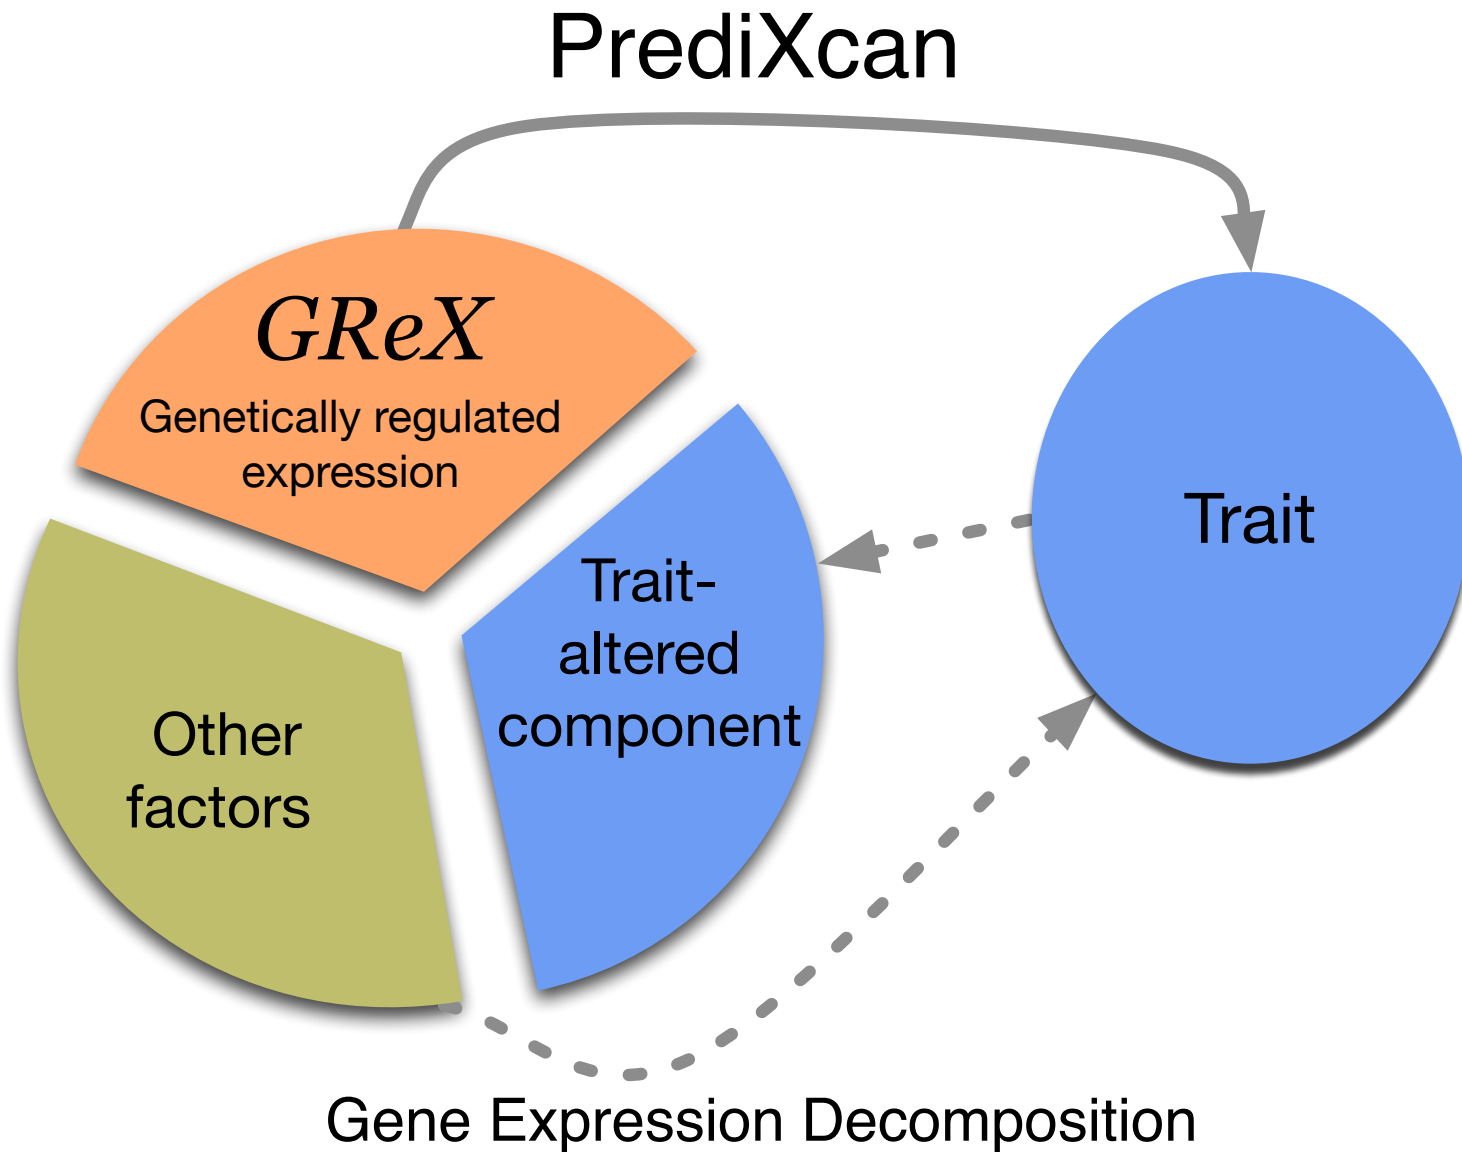 PrediXcan
GReX
Genetically regulated
expression
Trait-
altered
component
Trait
Other
factors
Gene Expression Decomposition